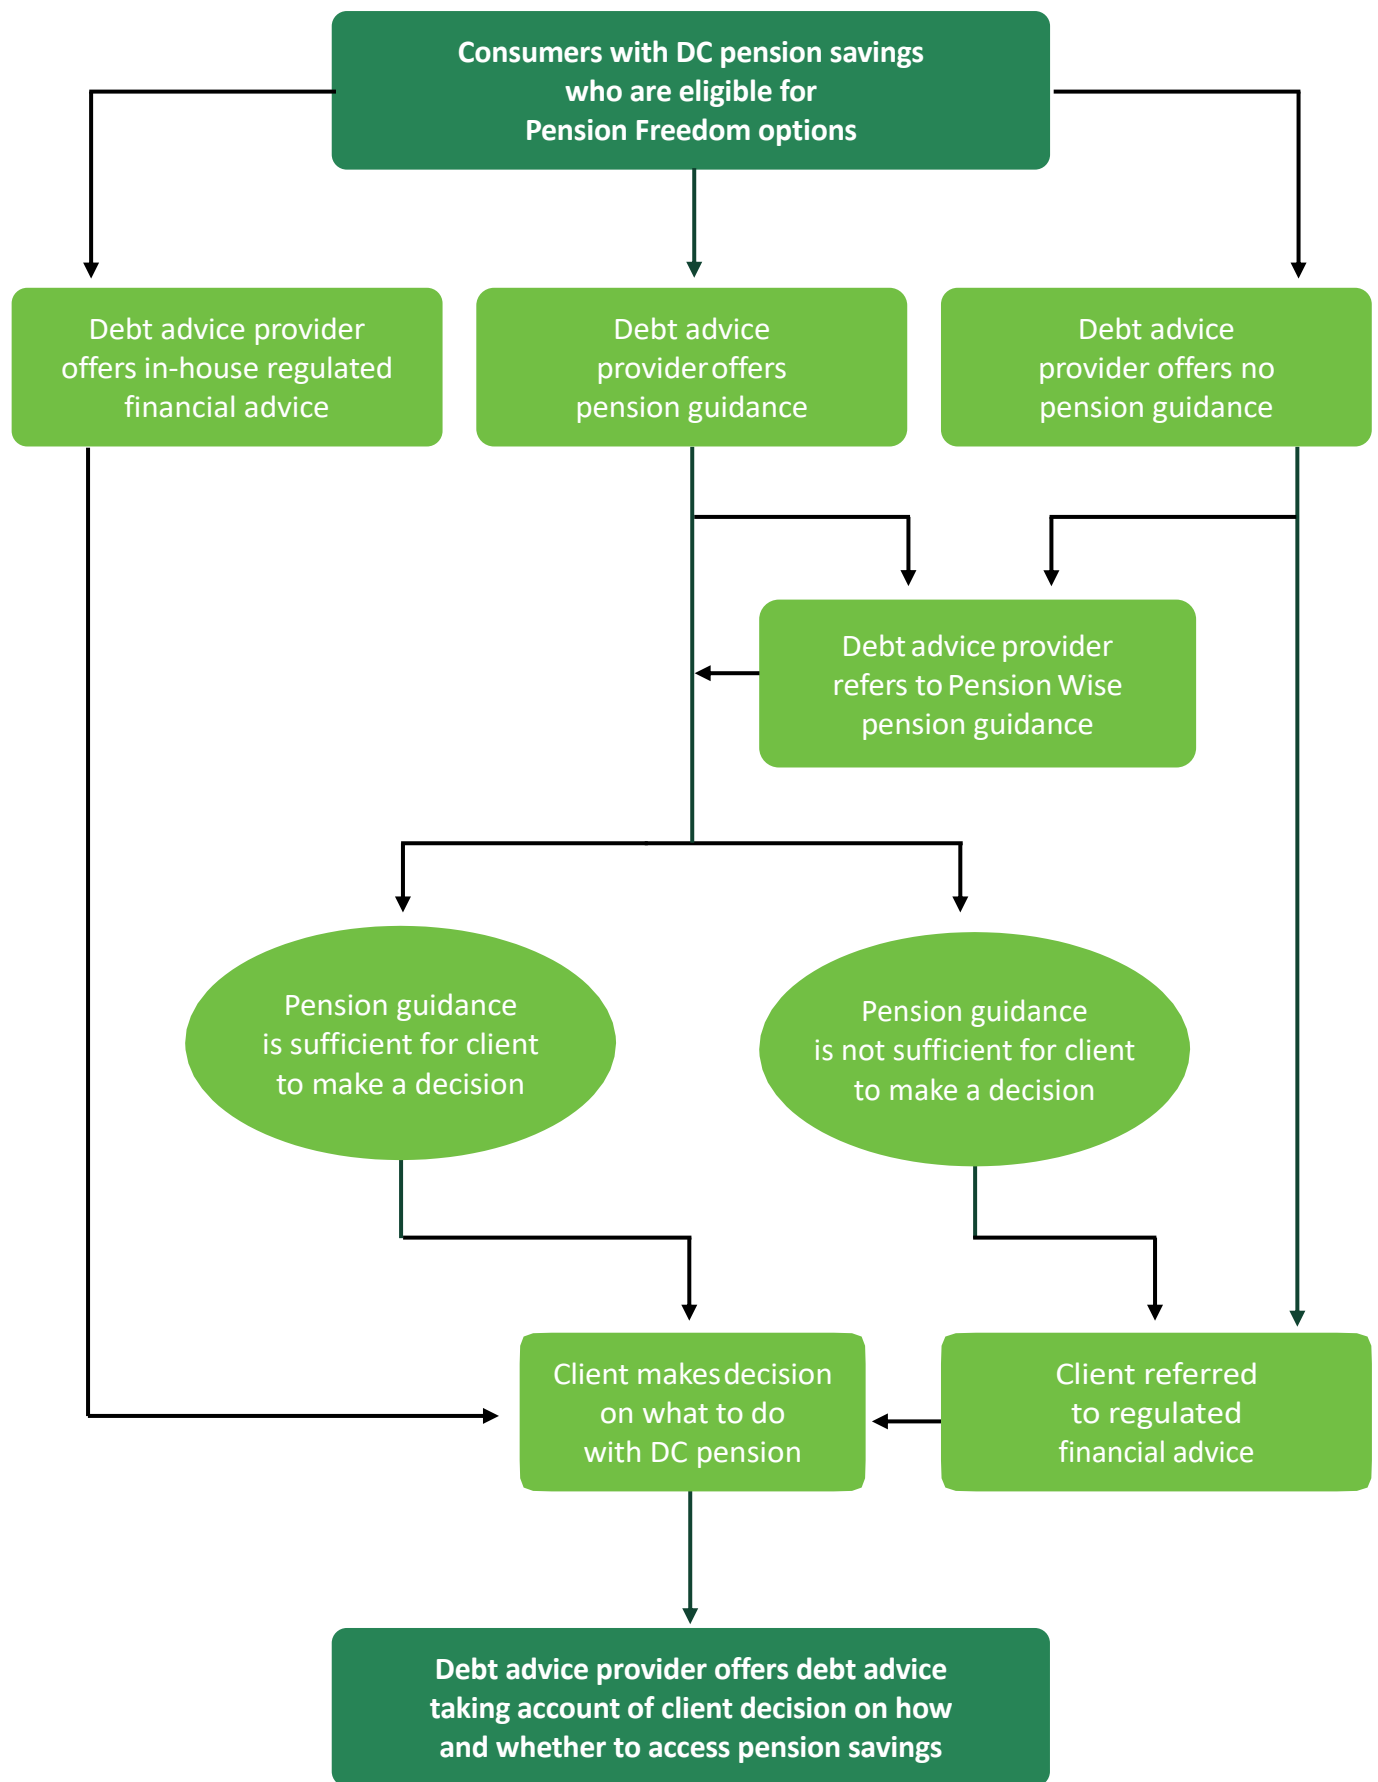 Consumers with DC pension savings
who are eligible for
Pension Freedom options
Debt advice provider
offers in-house regulated
financial advice
Debt advice
provider offers
pension guidance
Debt advice
provider offers no
pension guidance
Debt advice provider
refers to Pension Wise
pension guidance
Pension guidance
is sufficient for client
to make a decision
Pension guidance
is not sufficient for client
to make a decision
Client makes decision
on what to do
with DC pension
Client referred
to regulated
financial advice
Debt advice provider offers debt advice
taking account of client decision on how
and whether to access pension savings